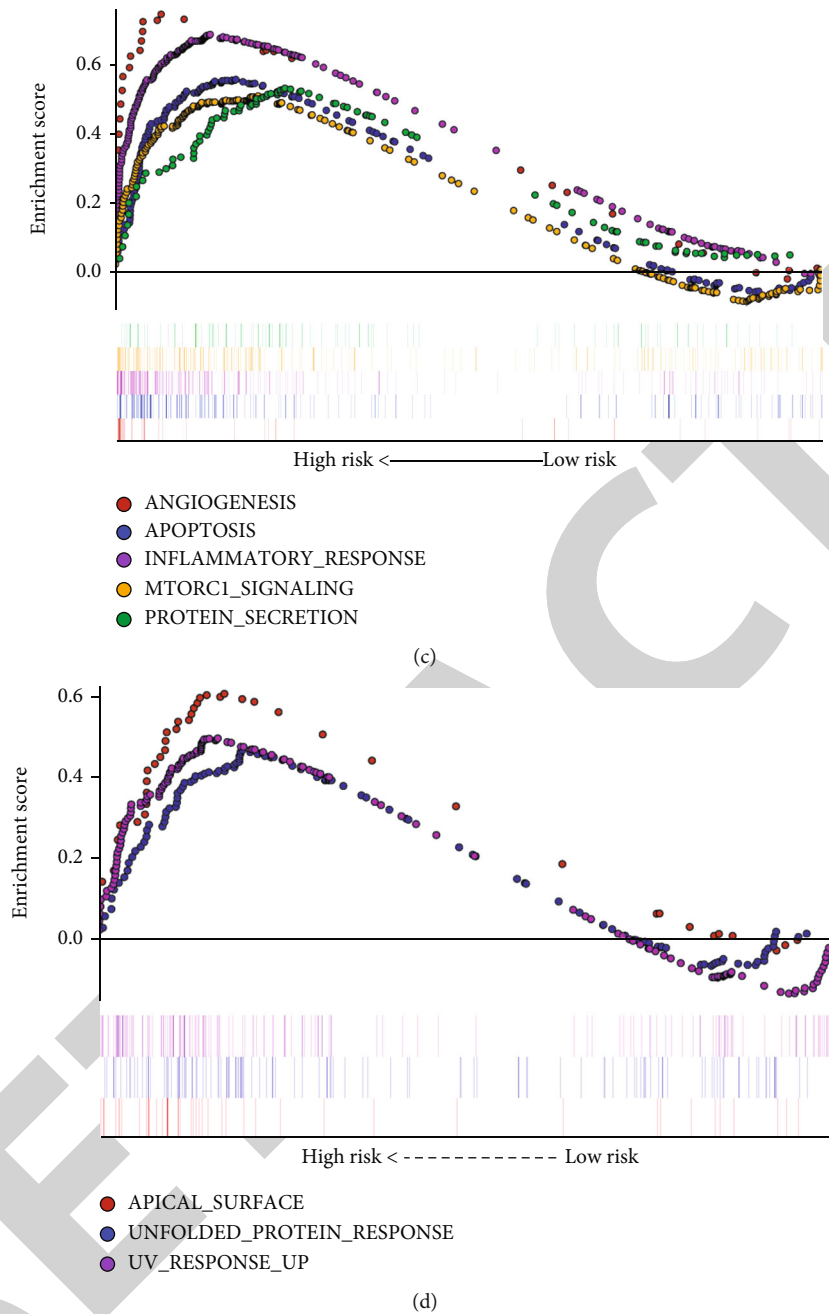 0.6
0.4
0.2
0.0
Enrichment score
High risk < Low risk
ANGIOGENESIS
APOPTOSIS
INFLAMMATORY_RESPONSE
MTORC1_SIGNALING
PROTEIN_SECRETION
(c)
0.6
0.4
0.2
0.0
Enrichment score
High risk < - - - - - - - - - - - - - Low risk
APICAL_SURFACE
UNFOLDED_PROTEIN_RESPONSE
UV_RESPONSE_UP
(d)